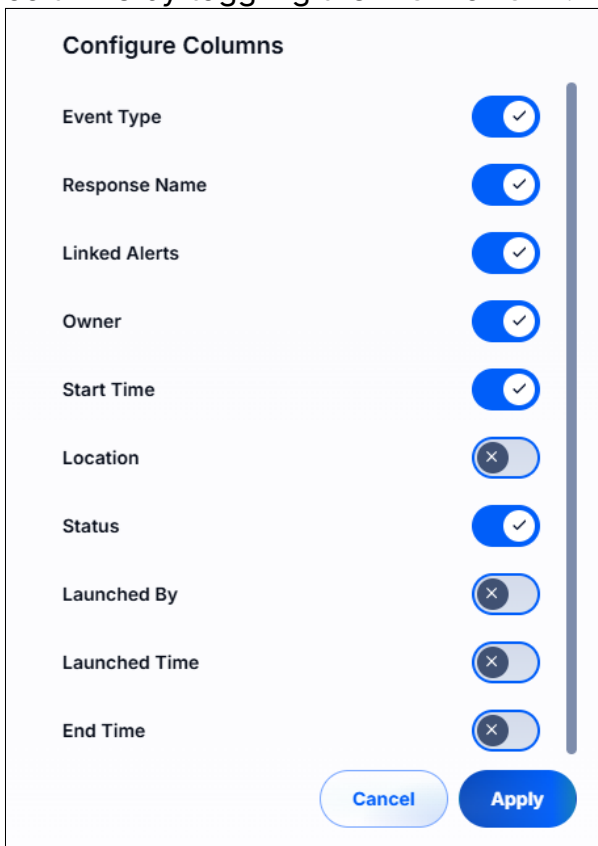 Configure Columns
Event Type
Response Name
Linked Alerts
Owner
Start Time
Location
Status
Launched By
Launched Time
End Time
Cancel Apply